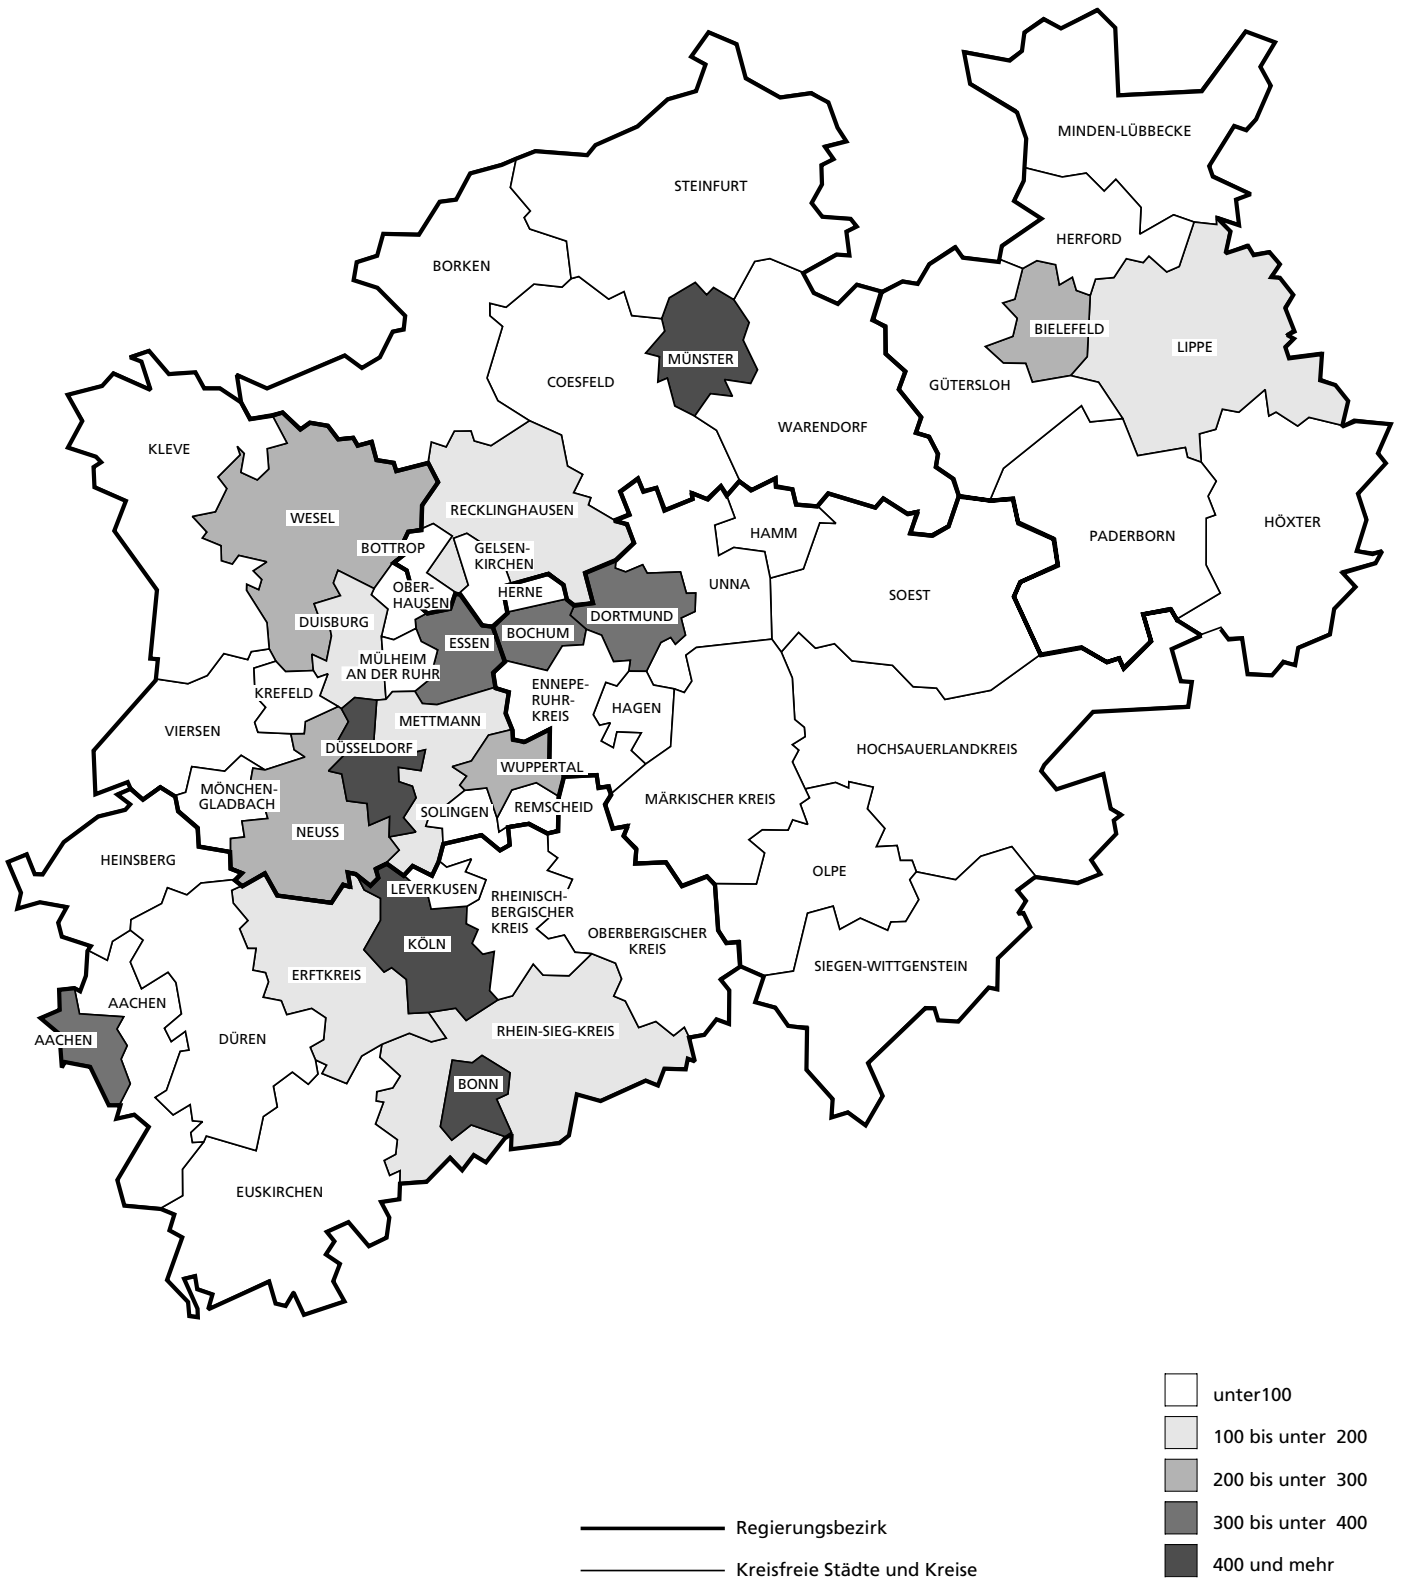 MINDEN-LÜBBECKE
STEINFURT
HERFORD
BORKEN
BIELEFELD
LIPPE
MÜNSTER
COESFELD
GÜTERSLOH
WARENDORF
KLEVE
RECKLINGHAUSEN
WESEL
HÖXTER
HAMM
PADERBORN
BOTTROP
GELSEN-
KIRCHEN
UNNA
OBER-
HAUSEN
HERNE
SOEST
DORTMUND
DUISBURG
BOCHUM
ESSEN
MÜLHEIM
AN DER RUHR
ENNEPE-
RUHR-
KREIS
KREFELD
HAGEN
METTMANN
VIERSEN
DÜSSELDORF
HOCHSAUERLANDKREIS
WUPPERTAL
MÖNCHEN-
GLADBACH
MÄRKISCHER KREIS
REMSCHEID
SOLINGEN
NEUSS
HEINSBERG
OLPE
LEVERKUSEN
RHEINISCH-
BERGISCHER
KREIS
OBERBERGISCHER
KREIS
KÖLN
SIEGEN-WITTGENSTEIN
ERFTKREIS
AACHEN
RHEIN-SIEG-KREIS
AACHEN
DÜREN
BONN
EUSKIRCHEN
unter100
100 bis unter 200
200 bis unter 300
300 bis unter 400
400 und mehr
Regierungsbezirk
Kreisfreie Städte und Kreise